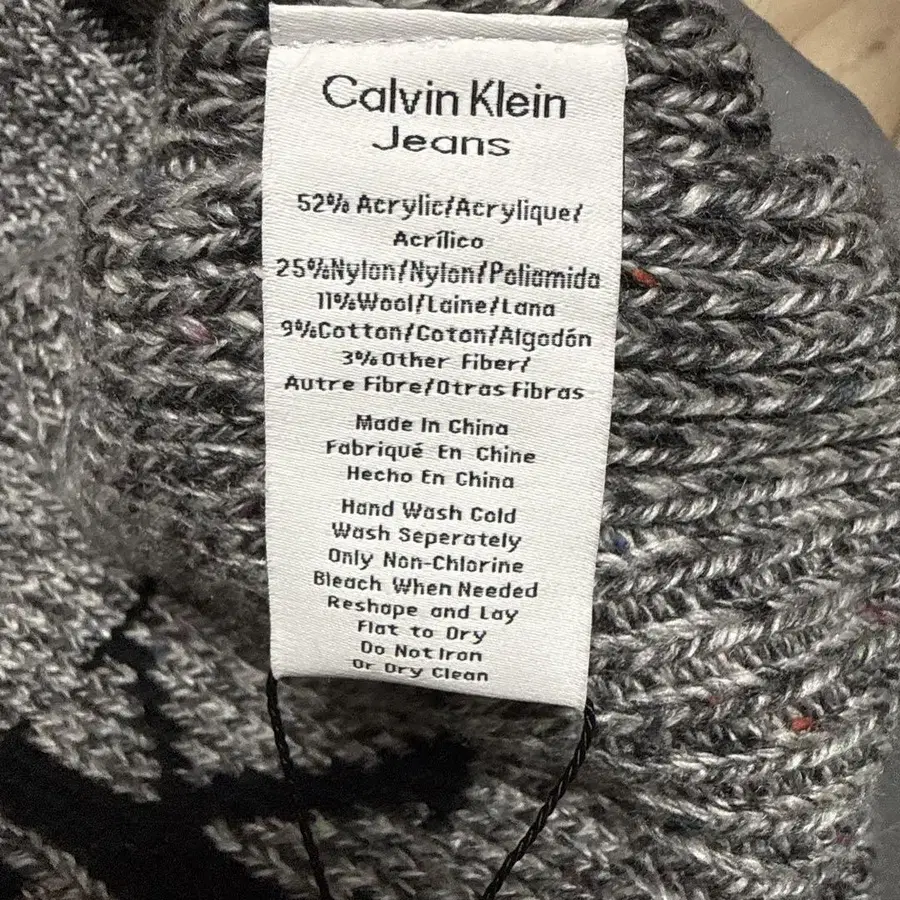 Calvin Klein
Jeans
52% Acrylic/Acrylique/
Acrílico
25%Nylon/Nylon/Poliamida
11%Wool/Laine/Lana
9%Cotton/Coton/Algodón
3% Other Fiber/
Autre Fibre/Otras Fibras
Made In China
Fabriqué En Chine
Hecho En China
Hand Wash Cold
Wash Seperately
Only Non-Chlorine
Bleach When Needed
Reshape and Lay
Flat to Dry
Do Not Iron
Or Dry Clean